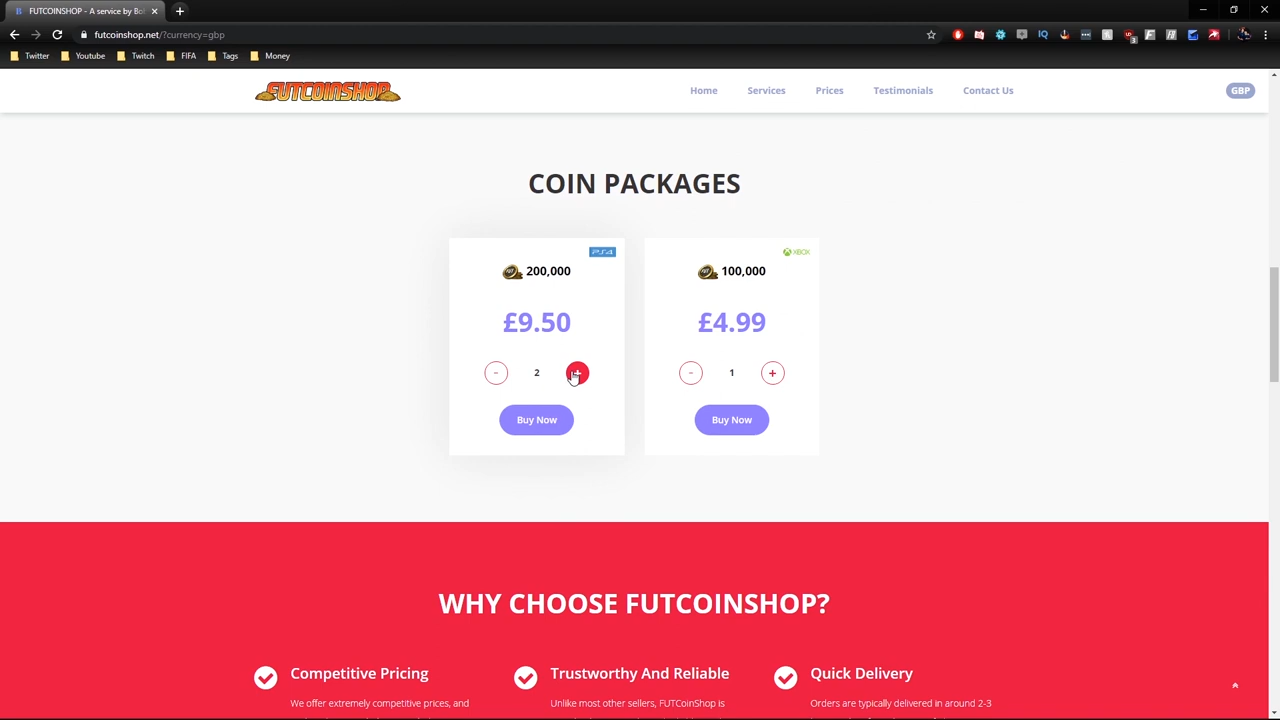 FUTCOINSHOP - A service by Bo
futcoinshop.net/?currency=gbp
Twitter Youtube Twitch FIFA Tags Money
FUTCOINSHOP Home Services Prices Testimonials Contact Us GBP
COIN PACKAGES
PS4 XBOX
200,000 100,000
£9.50 £4.99
- 2 + - 1 +
Buy Now Buy Now
WHY CHOOSE FUTCOINSHOP?
Competitive Pricing Trustworthy And Reliable Quick Delivery
We offer extremely competitive prices, and Unlike most other sellers, FUTCoinShop is Orders are typically delivered in around 2-3